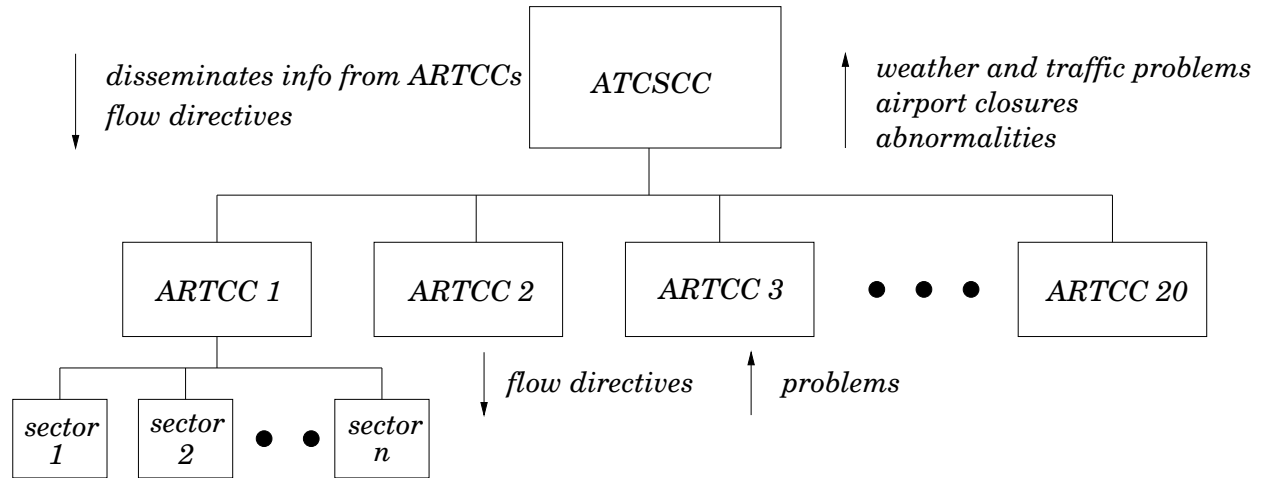 disseminates info from ARTCCs
flow directives
ATCSCC
weather and traffic problems
airport closures
abnormalities
ARTCC 1
ARTCC 2
ARTCC 3
ARTCC 20
flow directives
problems
sector
1
sector
2
sector
n